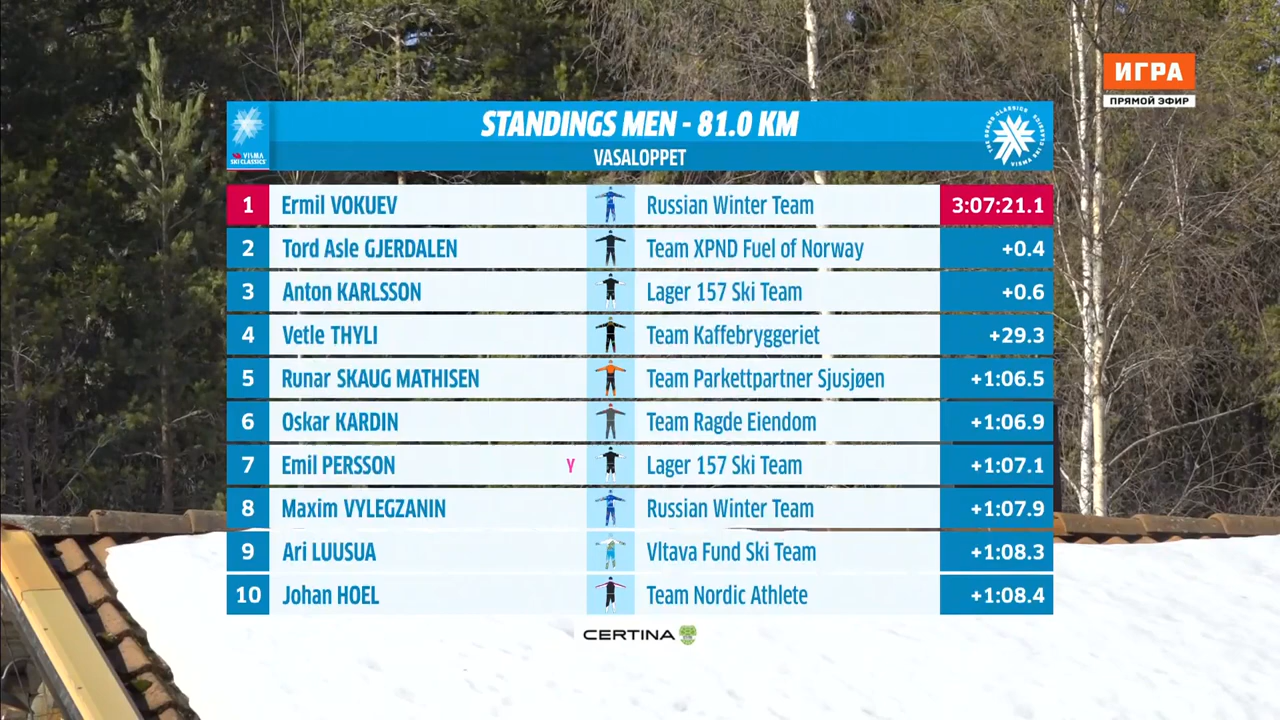 ИГРА
ПРЯМОЙ ЭФИР
STANDINGS MEN - 81.0 KM
VASALOPPET
VISMA
SKI CLASSICS
1 Ermil VOKUEV Russian Winter Team 3:07:21.1
2 Tord Asle GJERDALEN Team XPND Fuel of Norway +0.4
3 Anton KARLSSON Lager 157 Ski Team +0.6
4 Vetle THYLI Team Kaffebryggeriet +29.3
5 Runar SKAUG MATHISEN Team Parkettpartner Sjusjøen +1:06.5
6 Oskar KARDIN Team Ragde Eiendom +1:06.9
7 Emil PERSSON Y Lager 157 Ski Team +1:07.1
8 Maxim VYLEGZANIN Russian Winter Team +1:07.9
9 Ari LUUSUA Vltava Fund Ski Team +1:08.3
10 Johan HOEL Team Nordic Athlete +1:08.4
CERTINA